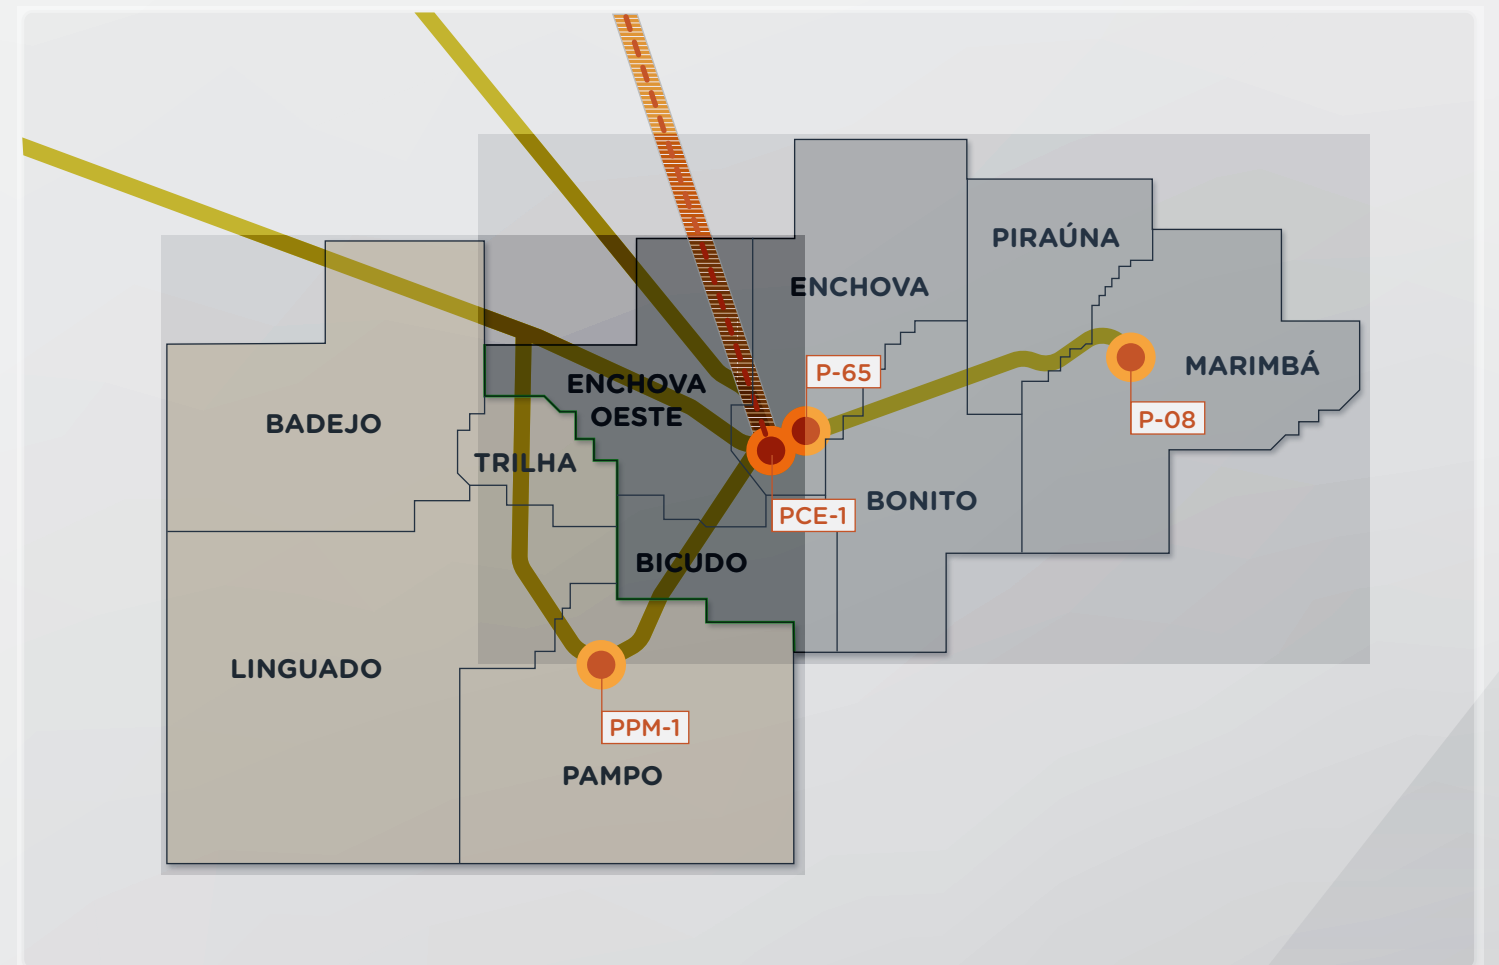 PIRAÚNA
ENCHOVA
MARIMBÁ
P-65
ENCHOVA
OESTE
P-08
BADEJO
TRILHA
BONITO
PCE-1
BICUDO
LINGUADO
PPM-1
PAMPO